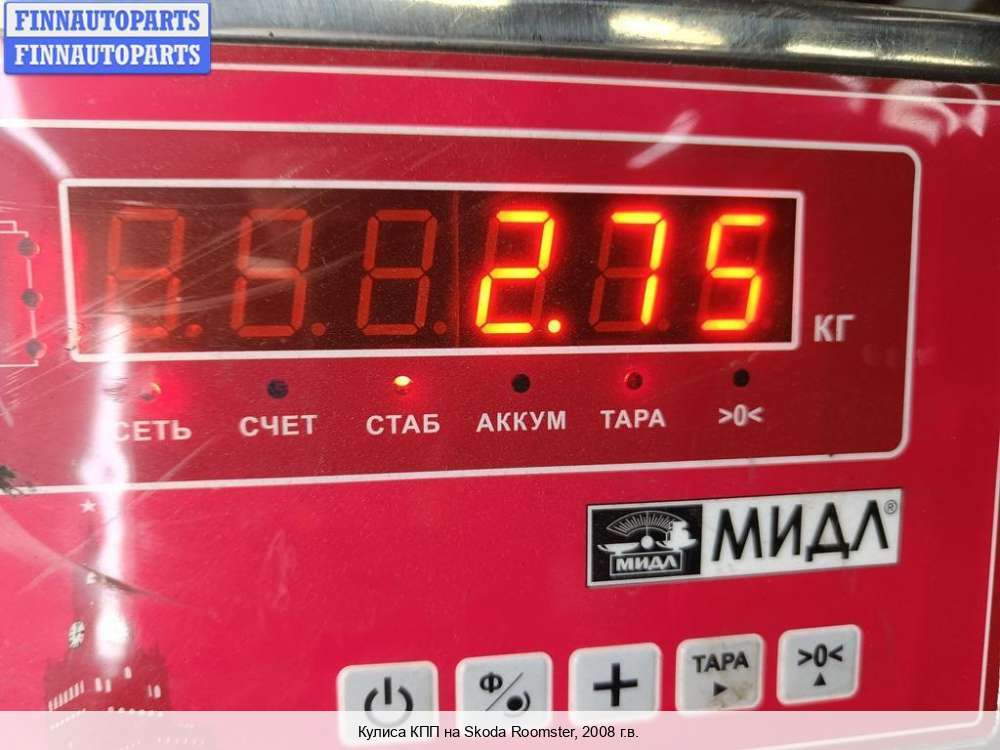 FINNAUTOPARTS
FINNAUTOPARTS
2.75
КГ
СЕТЬ СЧЕТ СТАБ АККУМ ТАРА >0<
МИДЛ МИДЛ®
Ф ТАРА >0<
Кулиса КПП на Skoda Roomster, 2008 г.в.